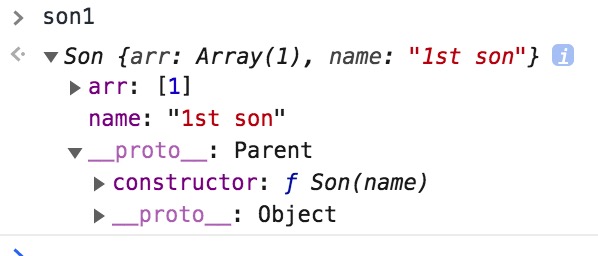 > son1
<· ▼Son {arr: Array(1), name: "1st son"} i
▶arr: [1]
name: "1st son"
▼__proto__: Parent
▶constructor: ƒ Son(name)
▶__proto__: Object
>